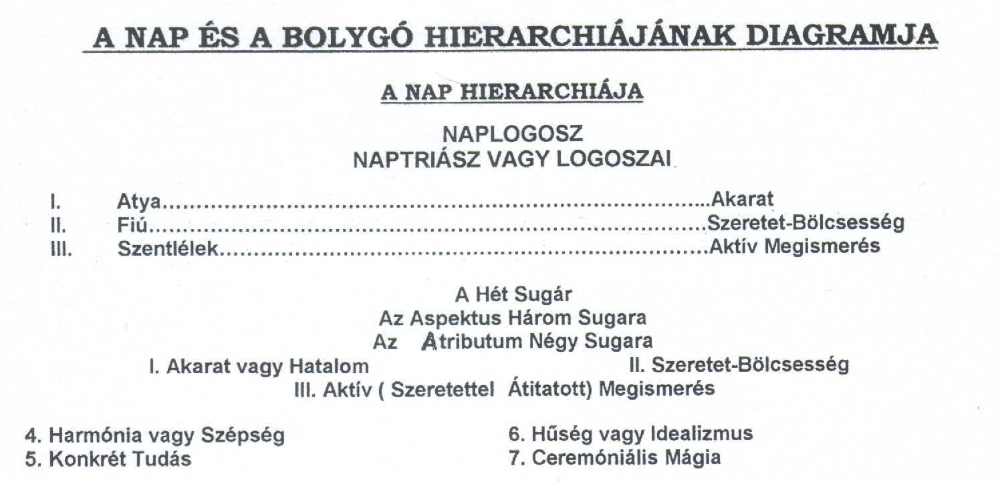 A NAP ÉS A BOLYGÓ HIERARCHIÁJÁNAK DIAGRAMJA
A NAP HIERARCHIÁJA
NAPLOGOSZ
NAPTRIÁSZ VAGY LOGOSZAI
I. Atya..................................................................................Akarat
II. Fiú...................................................................................Szeretet-Bölcsesség
III. Szentlélek.........................................................................Aktív Megismerés
A Hét Sugár
Az Aspektus Három Sugara
Az Atributum Négy Sugara
I. Akarat vagy Hatalom II. Szeretet-Bölcsesség
III. Aktív ( Szeretettel Átitatott) Megismerés
4. Harmónia vagy Szépség 6. Hűség vagy Idealizmus
5. Konkrét Tudás 7. Ceremóniális Mágia